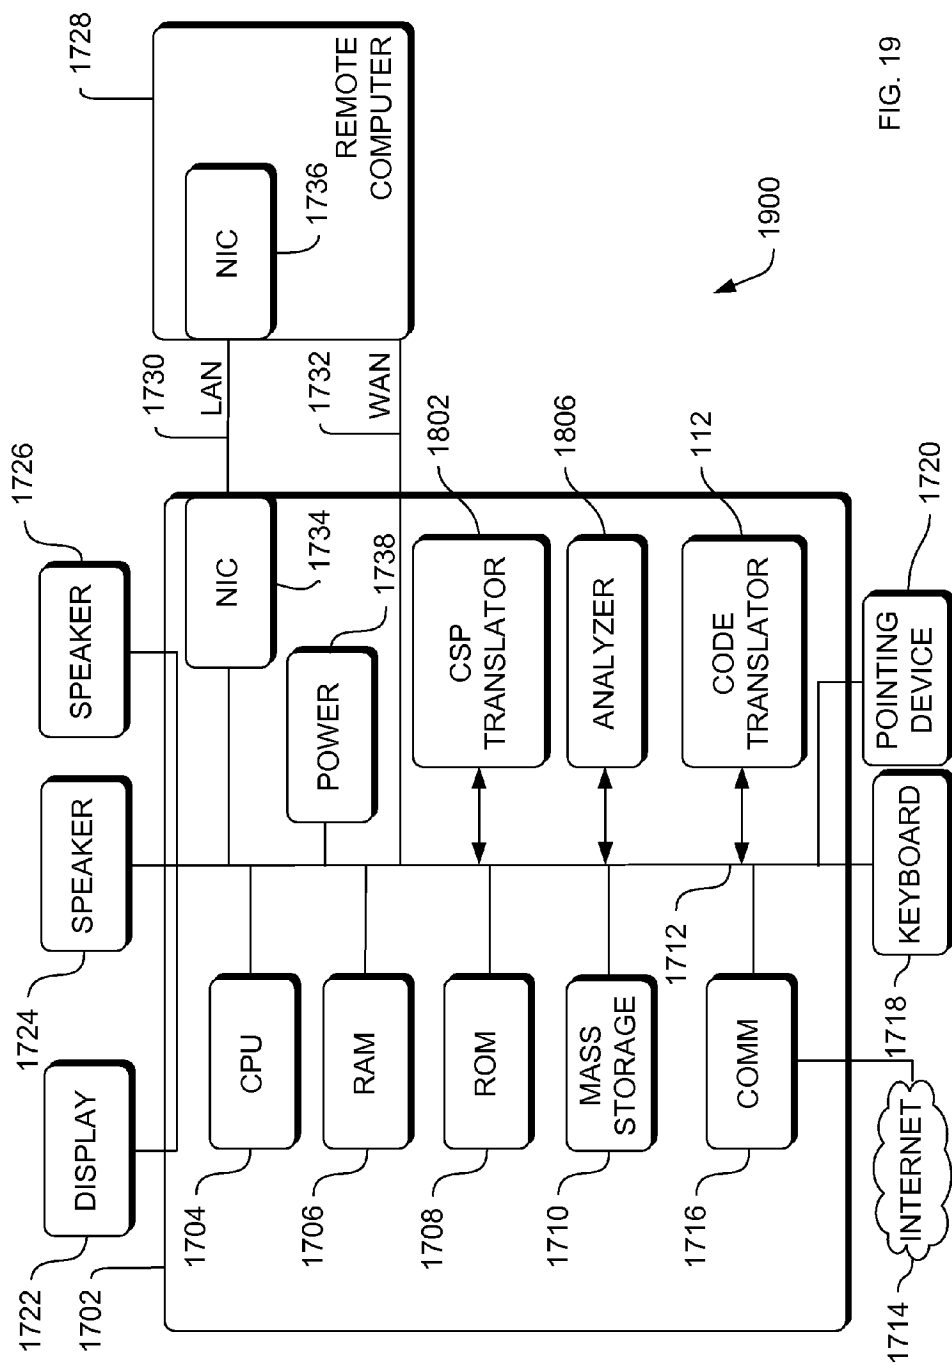 1722
DISPLAY
1724
SPEAKER
1726
SPEAKER
1728
1702
1704
CPU
NIC
1734
1730
LAN
NIC
1736
REMOTE
COMPUTER
1706
RAM
POWER
1738
1732
WAN
1708
ROM
CSP
TRANSLATOR
1802
1710
MASS
STORAGE
ANALYZER
1806
1712
1716
COMM
CODE
TRANSLATOR
112
1900
1714
INTERNET
1718
KEYBOARD
POINTING
DEVICE
1720
FIG. 19